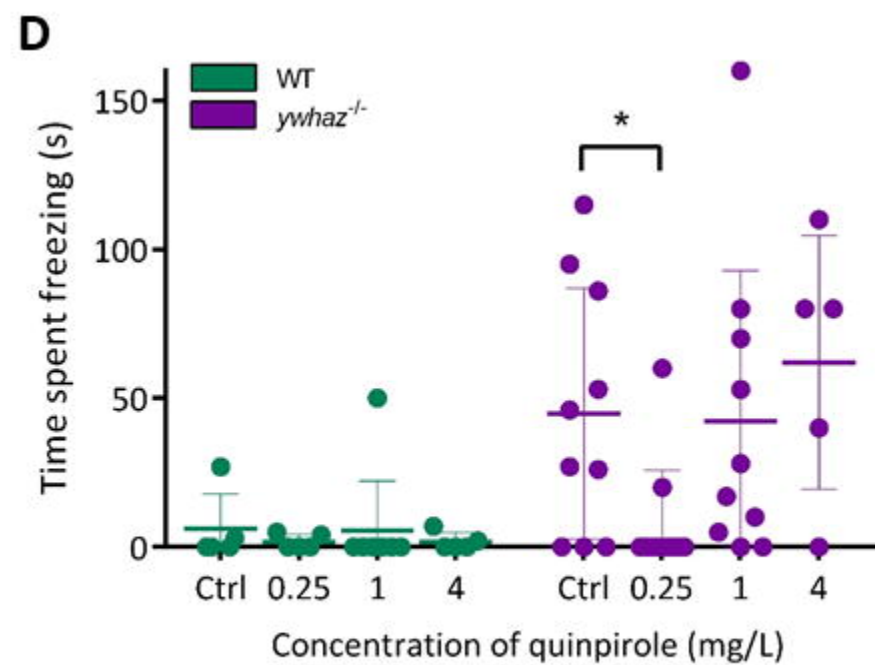 D
WT
ywhaz-/-
Time spent freezing (s)
150
100
50
0
*
Ctrl 0.25 1 4 Ctrl 0.25 1 4
Concentration of quinpirole (mg/L)